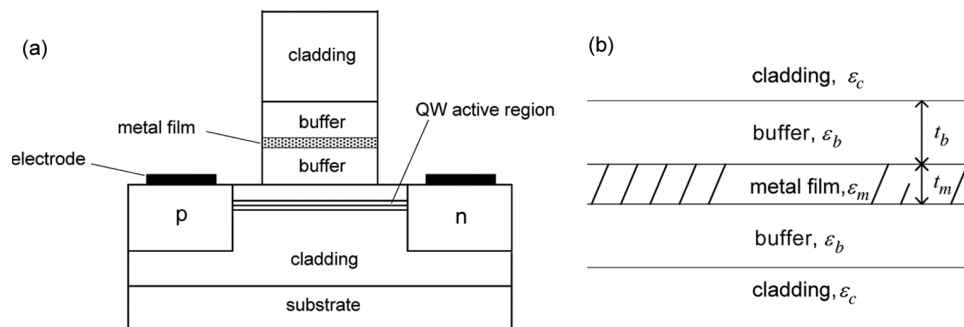 (a)
cladding
buffer
metal film
QW active region
buffer
electrode
p
n
cladding
substrate
(b)
cladding, εc
buffer, εb
tb
metal film,εm
tm
buffer, εb
cladding,εc